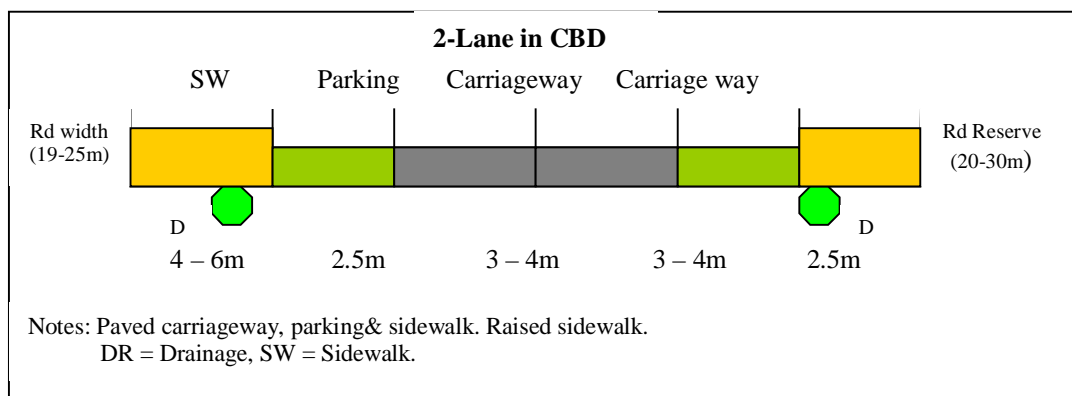 2-Lane in CBD
SW Parking Carriageway Carriage way
Rd width
(19-25m)
Rd Reserve
(20-30m)
D D
4 – 6m 2.5m 3 – 4m 3 – 4m 2.5m
Notes: Paved carriageway, parking& sidewalk. Raised sidewalk.
DR = Drainage, SW = Sidewalk.